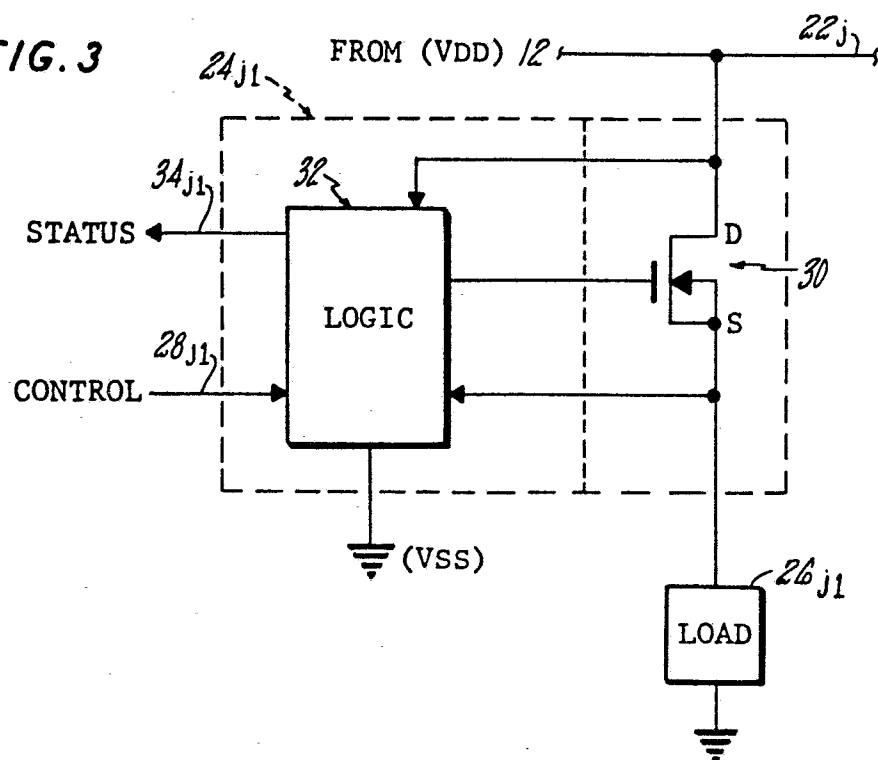 FIG. 3
FROM (VDD) 12
22j
24j1
34j1
32
STATUS
D
30
LOGIC
S
28j1
CONTROL
(VSS)
26j1
LOAD